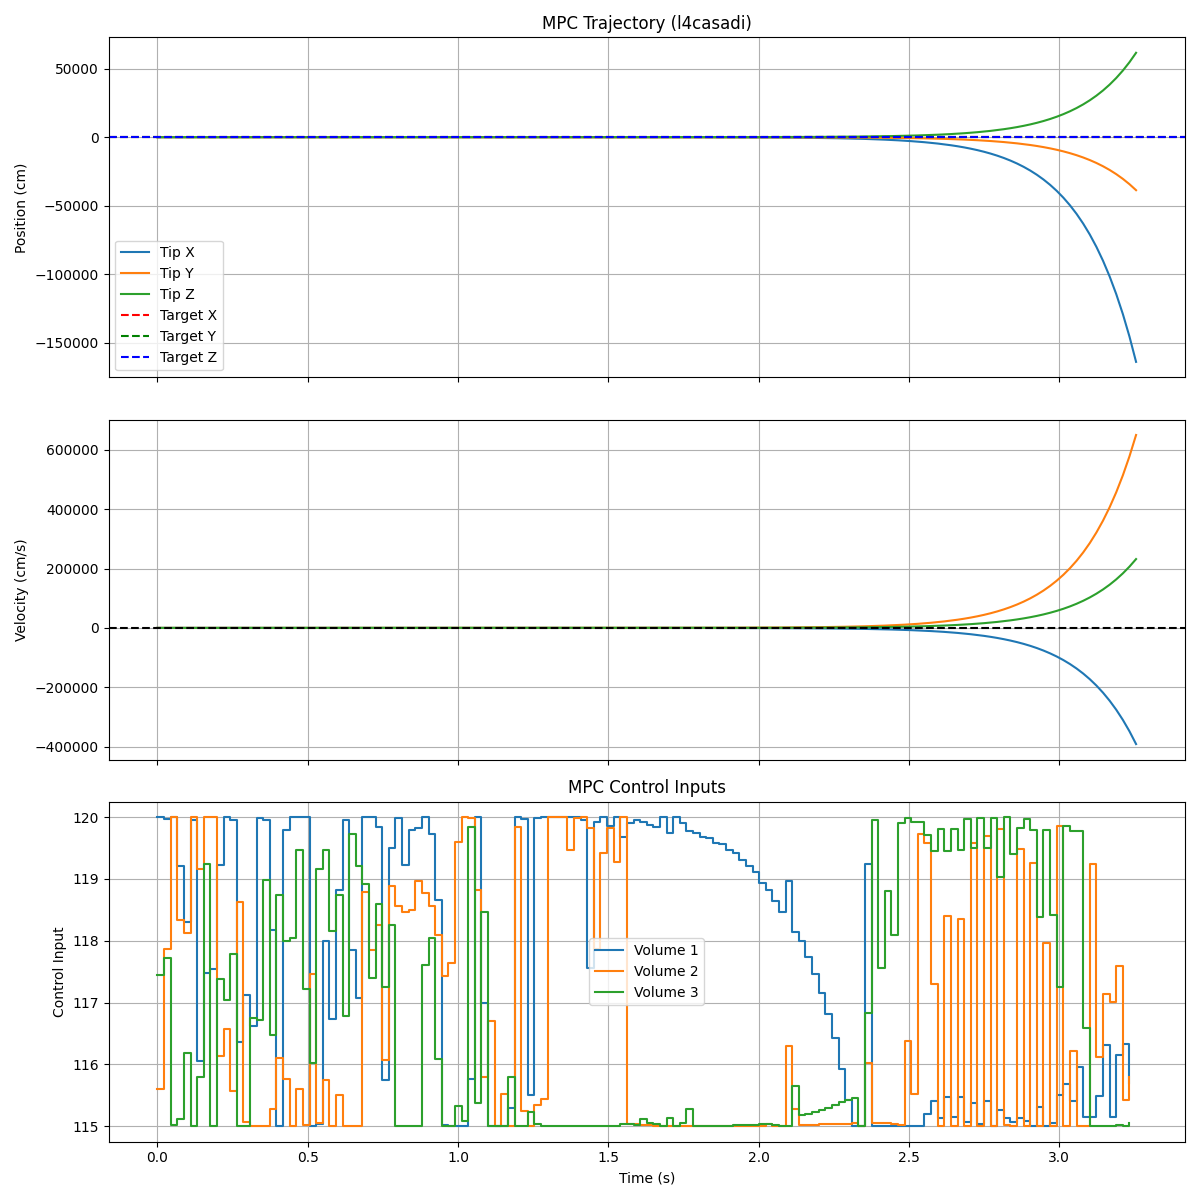 MPC Trajectory (l4casadi)
50000
0
−50000
−100000
−150000
Position (cm)
Tip X
Tip Y
Tip Z
Target X
Target Y
Target Z
600000
400000
200000
0
−200000
−400000
Velocity (cm/s)
MPC Control Inputs
120
119
118
117
116
115
Control Input
Volume 1
Volume 2
Volume 3
0.0 0.5 1.0 1.5 2.0 2.5 3.0
Time (s)